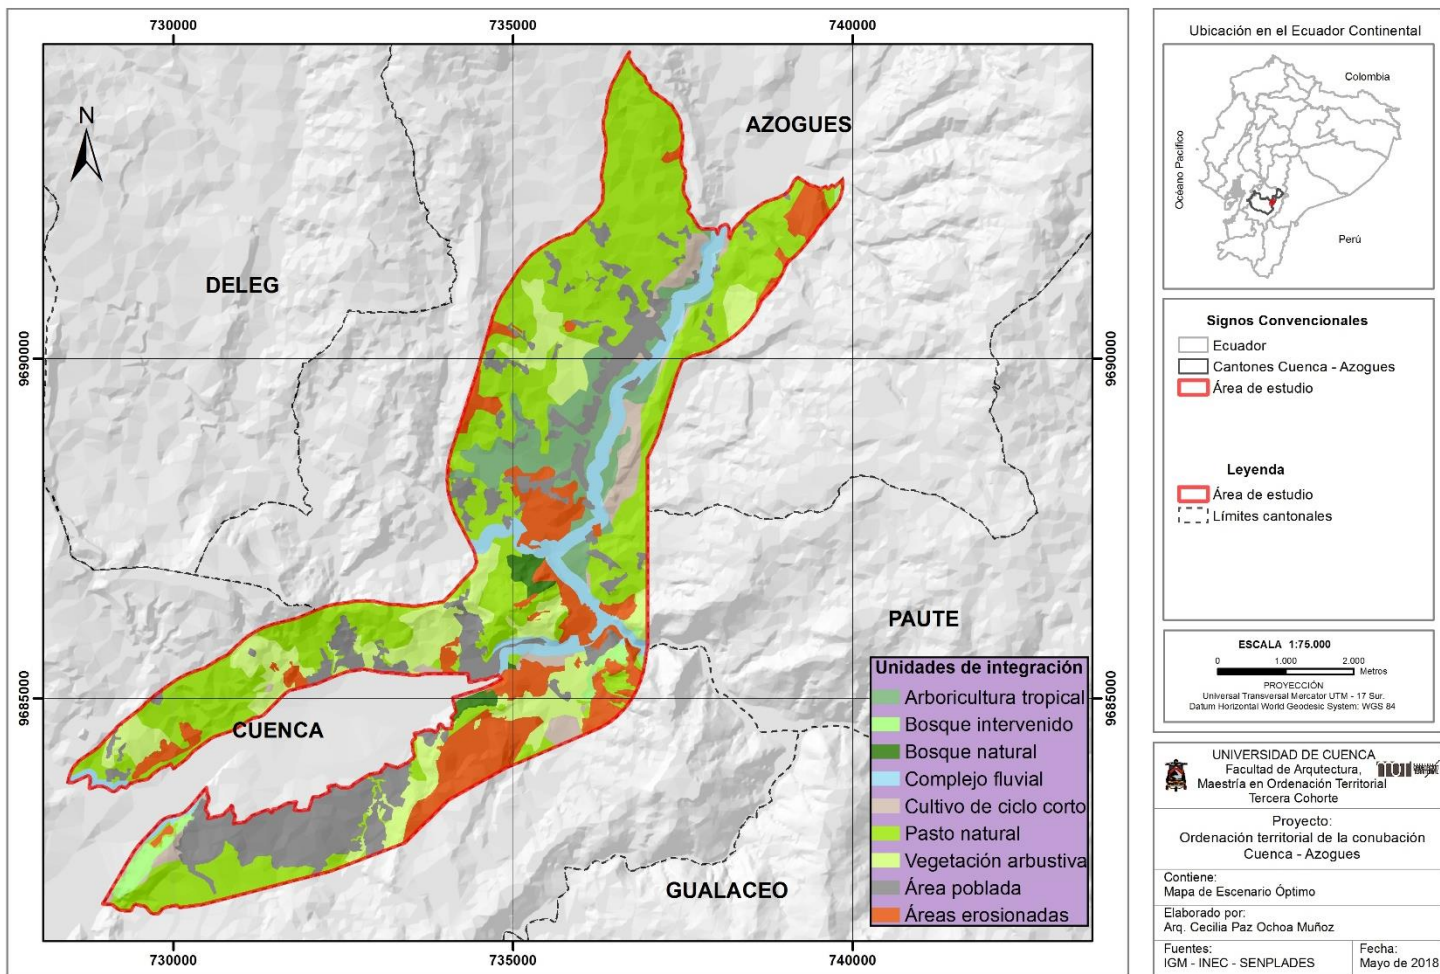 730000
735000
740000
N
AZOGUES
DELEG
9690000
9690000
PAUTE
9685000
9685000
CUENCA
GUALACEO
Unidades de integración
Arboricultura tropical
Bosque intervenido
Bosque natural
Complejo fluvial
Cultivo de ciclo corto
Pasto natural
Vegetación arbustiva
Área poblada
Áreas erosionadas
730000
735000
740000
Ubicación en el Ecuador Continental
Colombia
Océano Pacifico
Perú
Signos Convencionales
Ecuador
Cantones Cuenca - Azogues
Área de estudio
Leyenda
Área de estudio
Límites cantonales
ESCALA 1:75.000
0 1.000 2.000
Metros
PROYECCIÓN
Universal Transversal Mercator UTM - 17 Sur.
Datum Horizontal World Geodesic System: WGS 84
UNIVERSIDAD DE CUENCA
Facultad de Arqutectura,
Maestría en Ordenación Territorial
Tercera Cohorte
Proyecto:
Ordenación territorial de la conubación
Cuenca - Azogues
Contiene:
Mapa de Escenario Óptimo
Elaborado por:
Arq. Cecilia Paz Ochoa Muñoz
Fuentes:
IGM - INEC - SENPLADES
Fecha:
Mayo de 2018